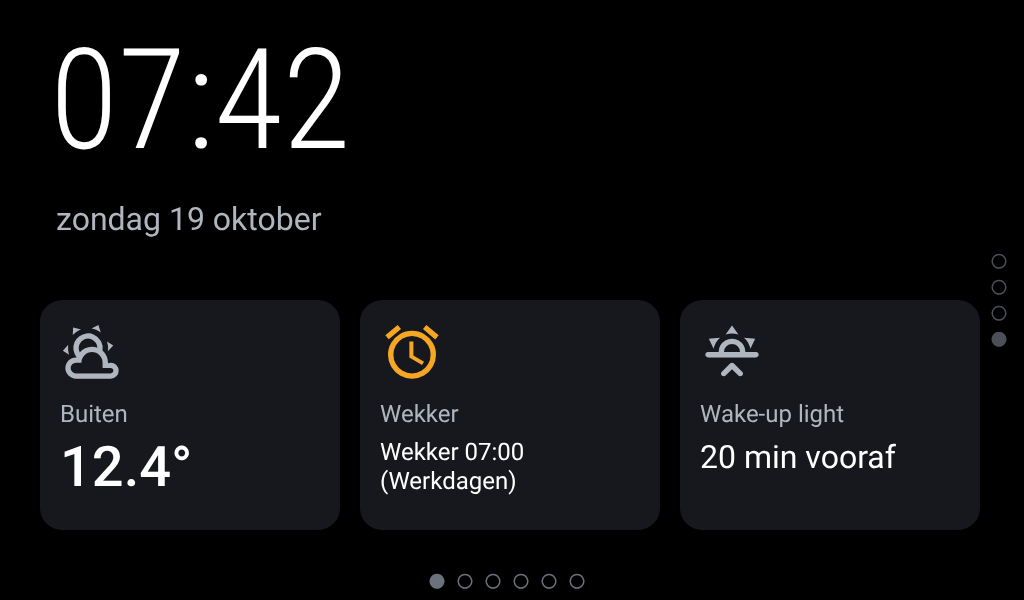 07:42
zondag 19 oktober
Buiten
12.4°
Wekker
Wekker 07:00
(Werkdagen)
Wake-up light
20 min vooraf